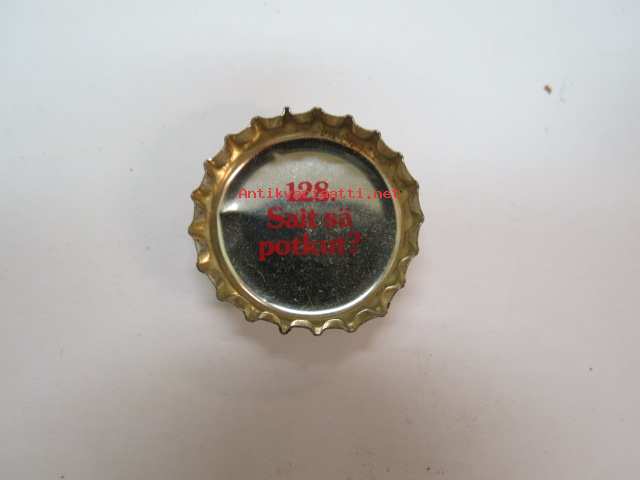 128.
Antikvariaatti.net
Sait sä
potkut?